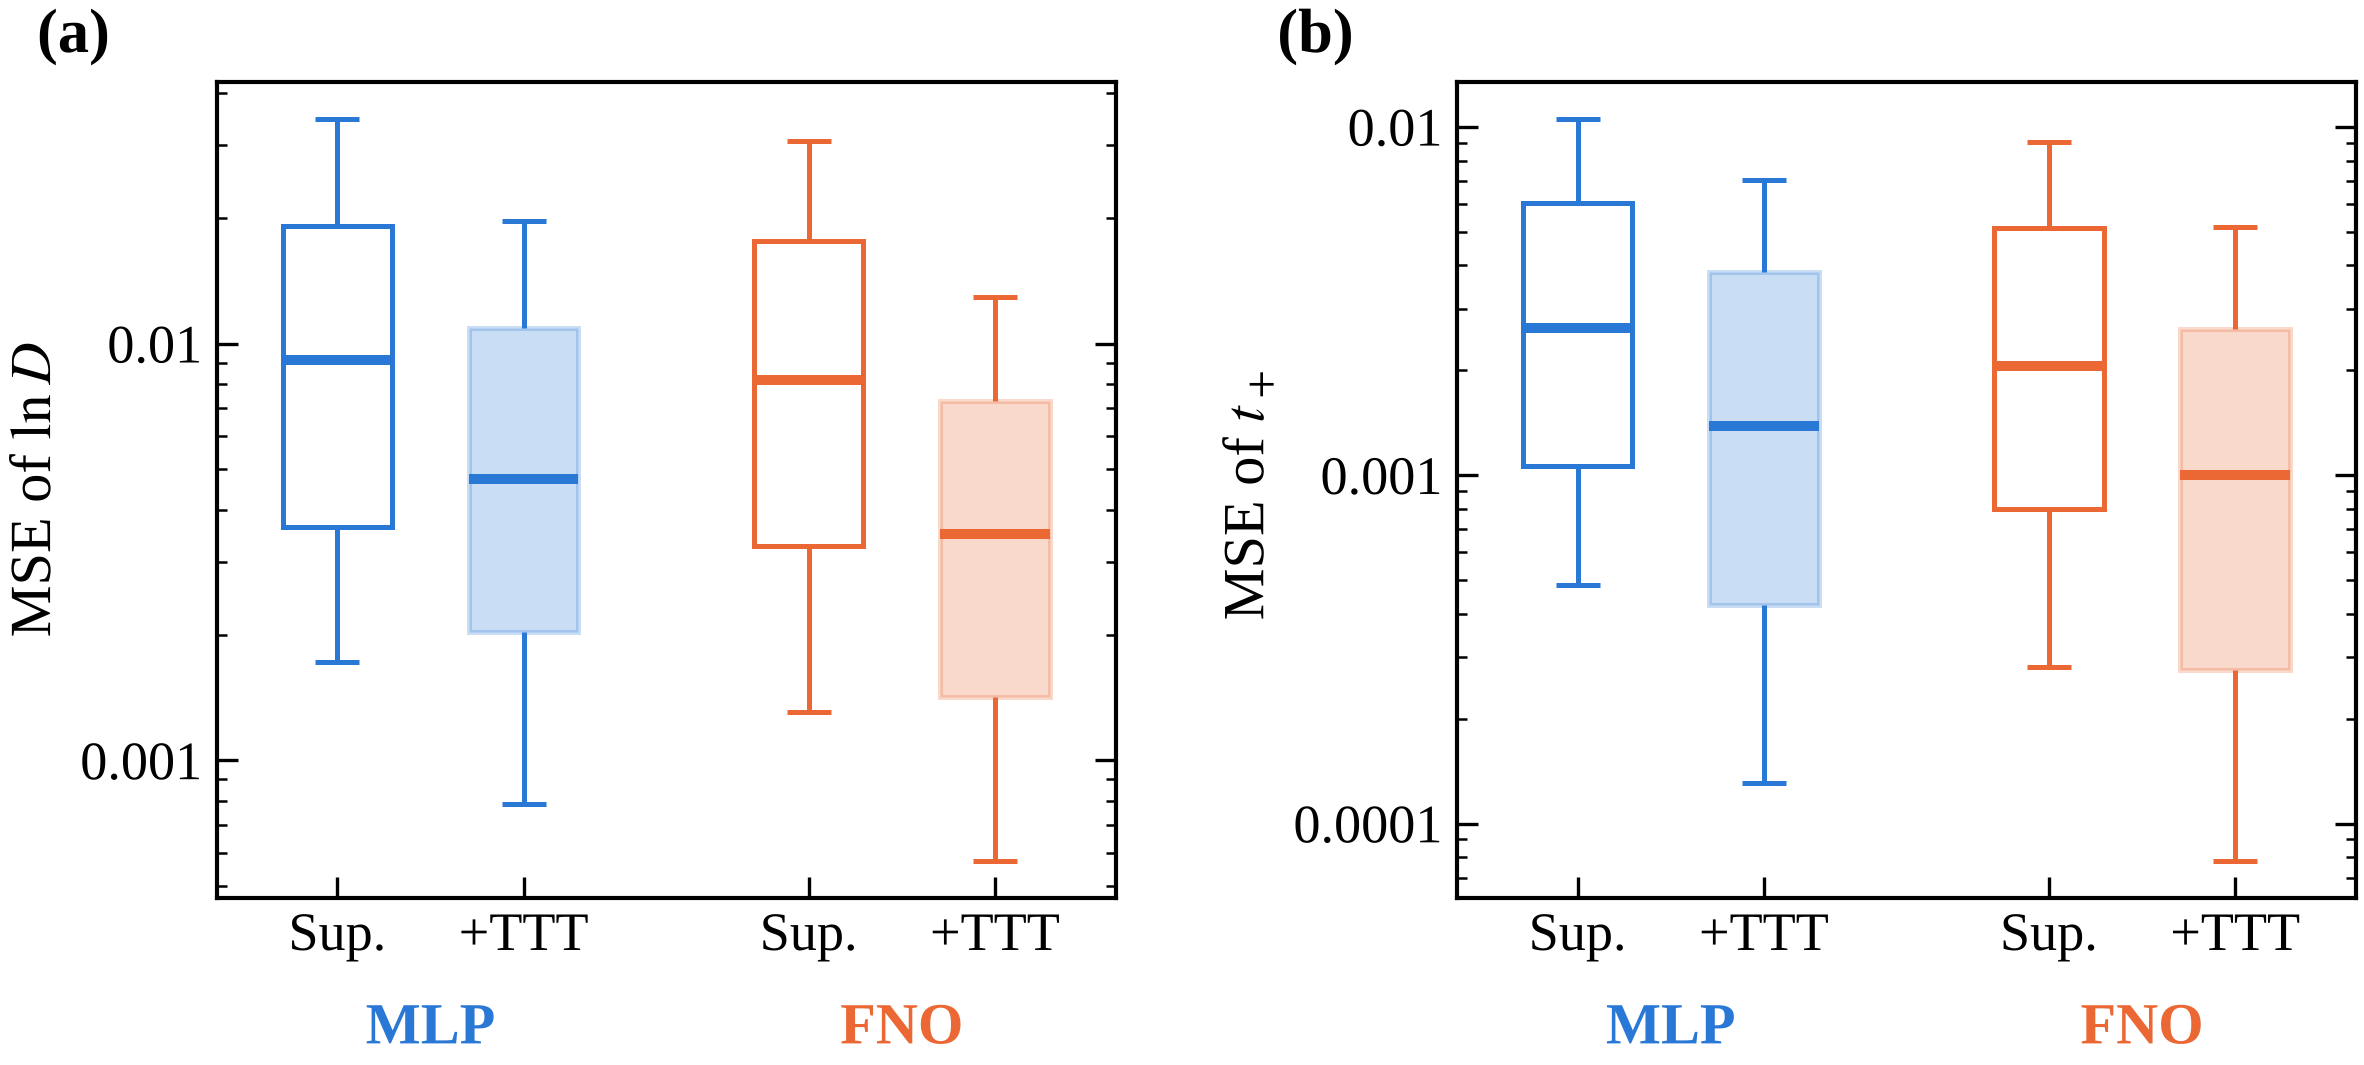 (a)
MSE of ln D
0.01
0.001
Sup. +TTT Sup. +TTT
MLP FNO
(b)
MSE of t+
0.01
0.001
0.0001
Sup. +TTT Sup. +TTT
MLP FNO